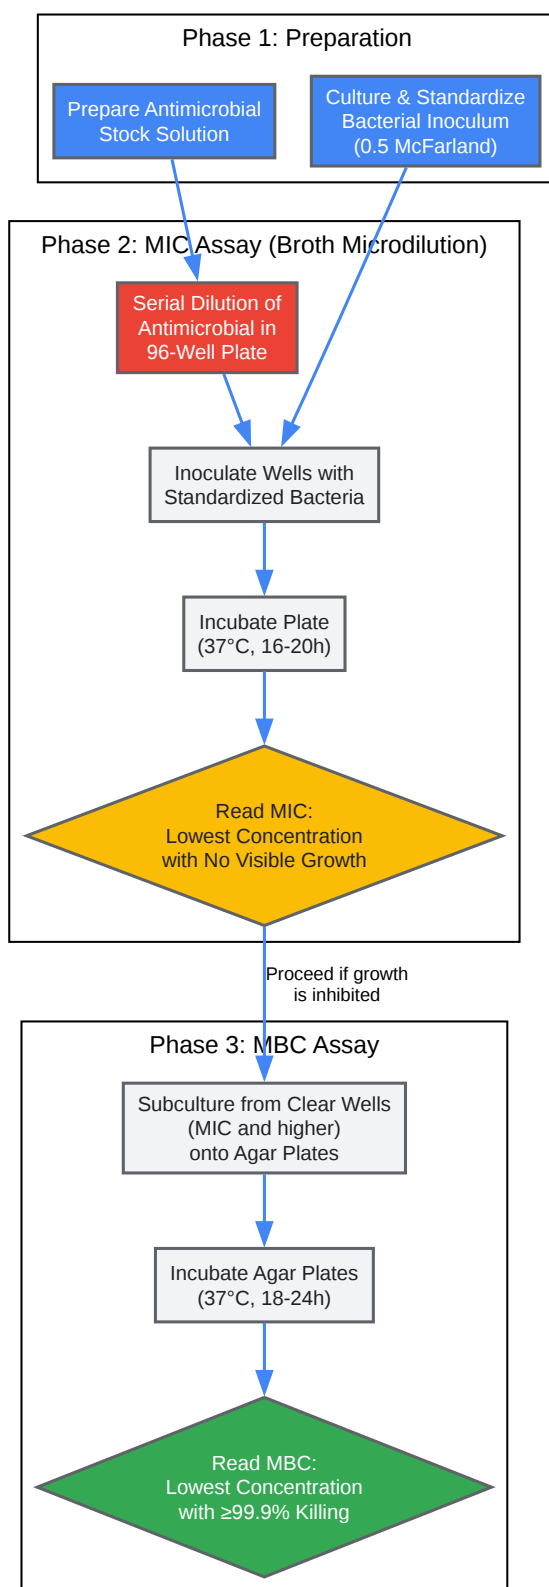 Phase 1: Preparation
Prepare Antimicrobial
Stock Solution
Culture & Standardize
Bacterial Inoculum
(0.5 McFarland)
Phase 2: MIC Assay (Broth Microdilution)
Serial Dilution of
Antimicrobial in
96-Well Plate
Inoculate Wells with
Standardized Bacteria
Incubate Plate
(37°C, 16-20h)
Read MIC:
Lowest Concentration
with No Visible Growth
Proceed if growth
is inhibited
Phase 3: MBC Assay
Subculture from Clear Wells
(MIC and higher)
onto Agar Plates
Incubate Agar Plates
(37°C, 18-24h)
Read MBC:
Lowest Concentration
with ≥99.9% Killing